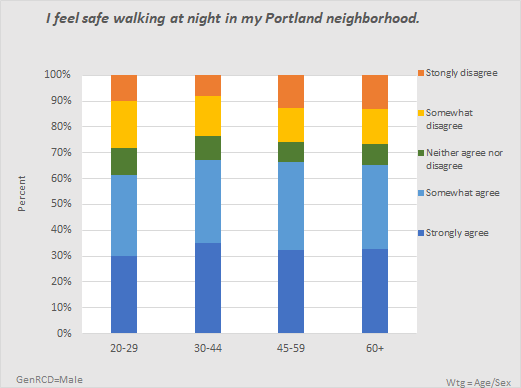 I feel safe walking at night in my Portland neighborhood.
100%
90%
80%
70%
60%
50%
40%
30%
20%
10%
0%
Percent
20-29
30-44
45-59
60+
Stongly disagree
Somewhat
disagree
Neither agree nor
disagree
Somewhat agree
Strongly agree
GenRCD=Male
Wtg = Age/Sex